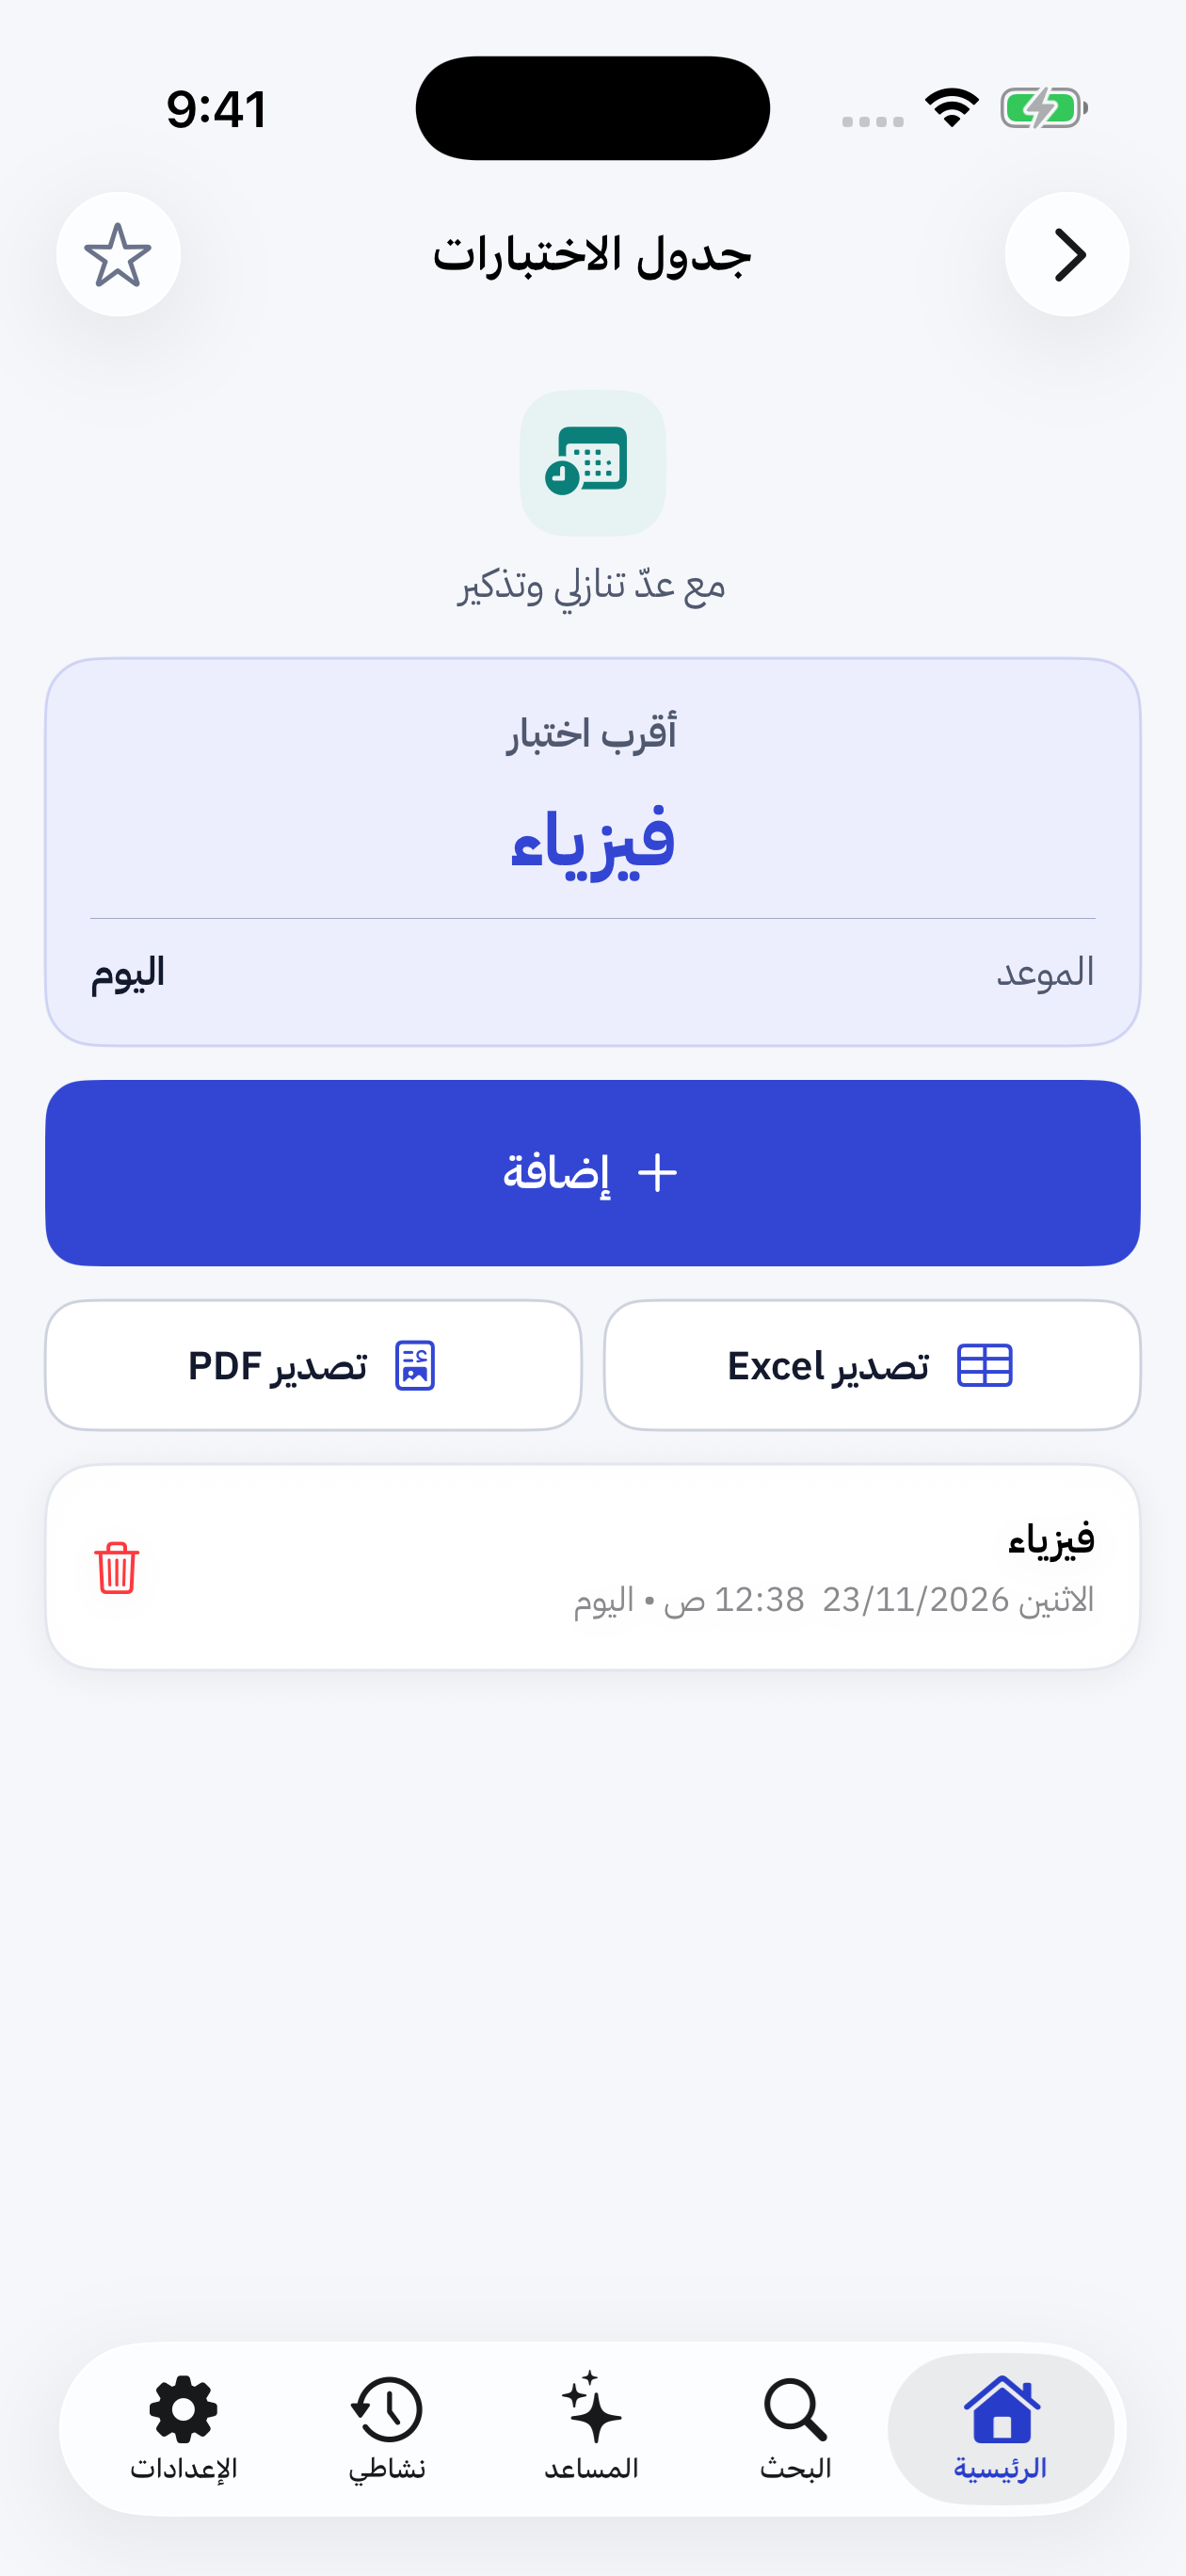 9:41
جدول الاختبارات
مع عدّ تنازلي وتذكير
أقرب اختبار
فيزياء
الموعد
اليوم
إضافة
تصدير Excel
تصدير PDF
فيزياء
الاثنين 23/11/2026 12:38 ص • اليوم
الرئيسية
البحث
المساعد
نشاطي
الإعدادات